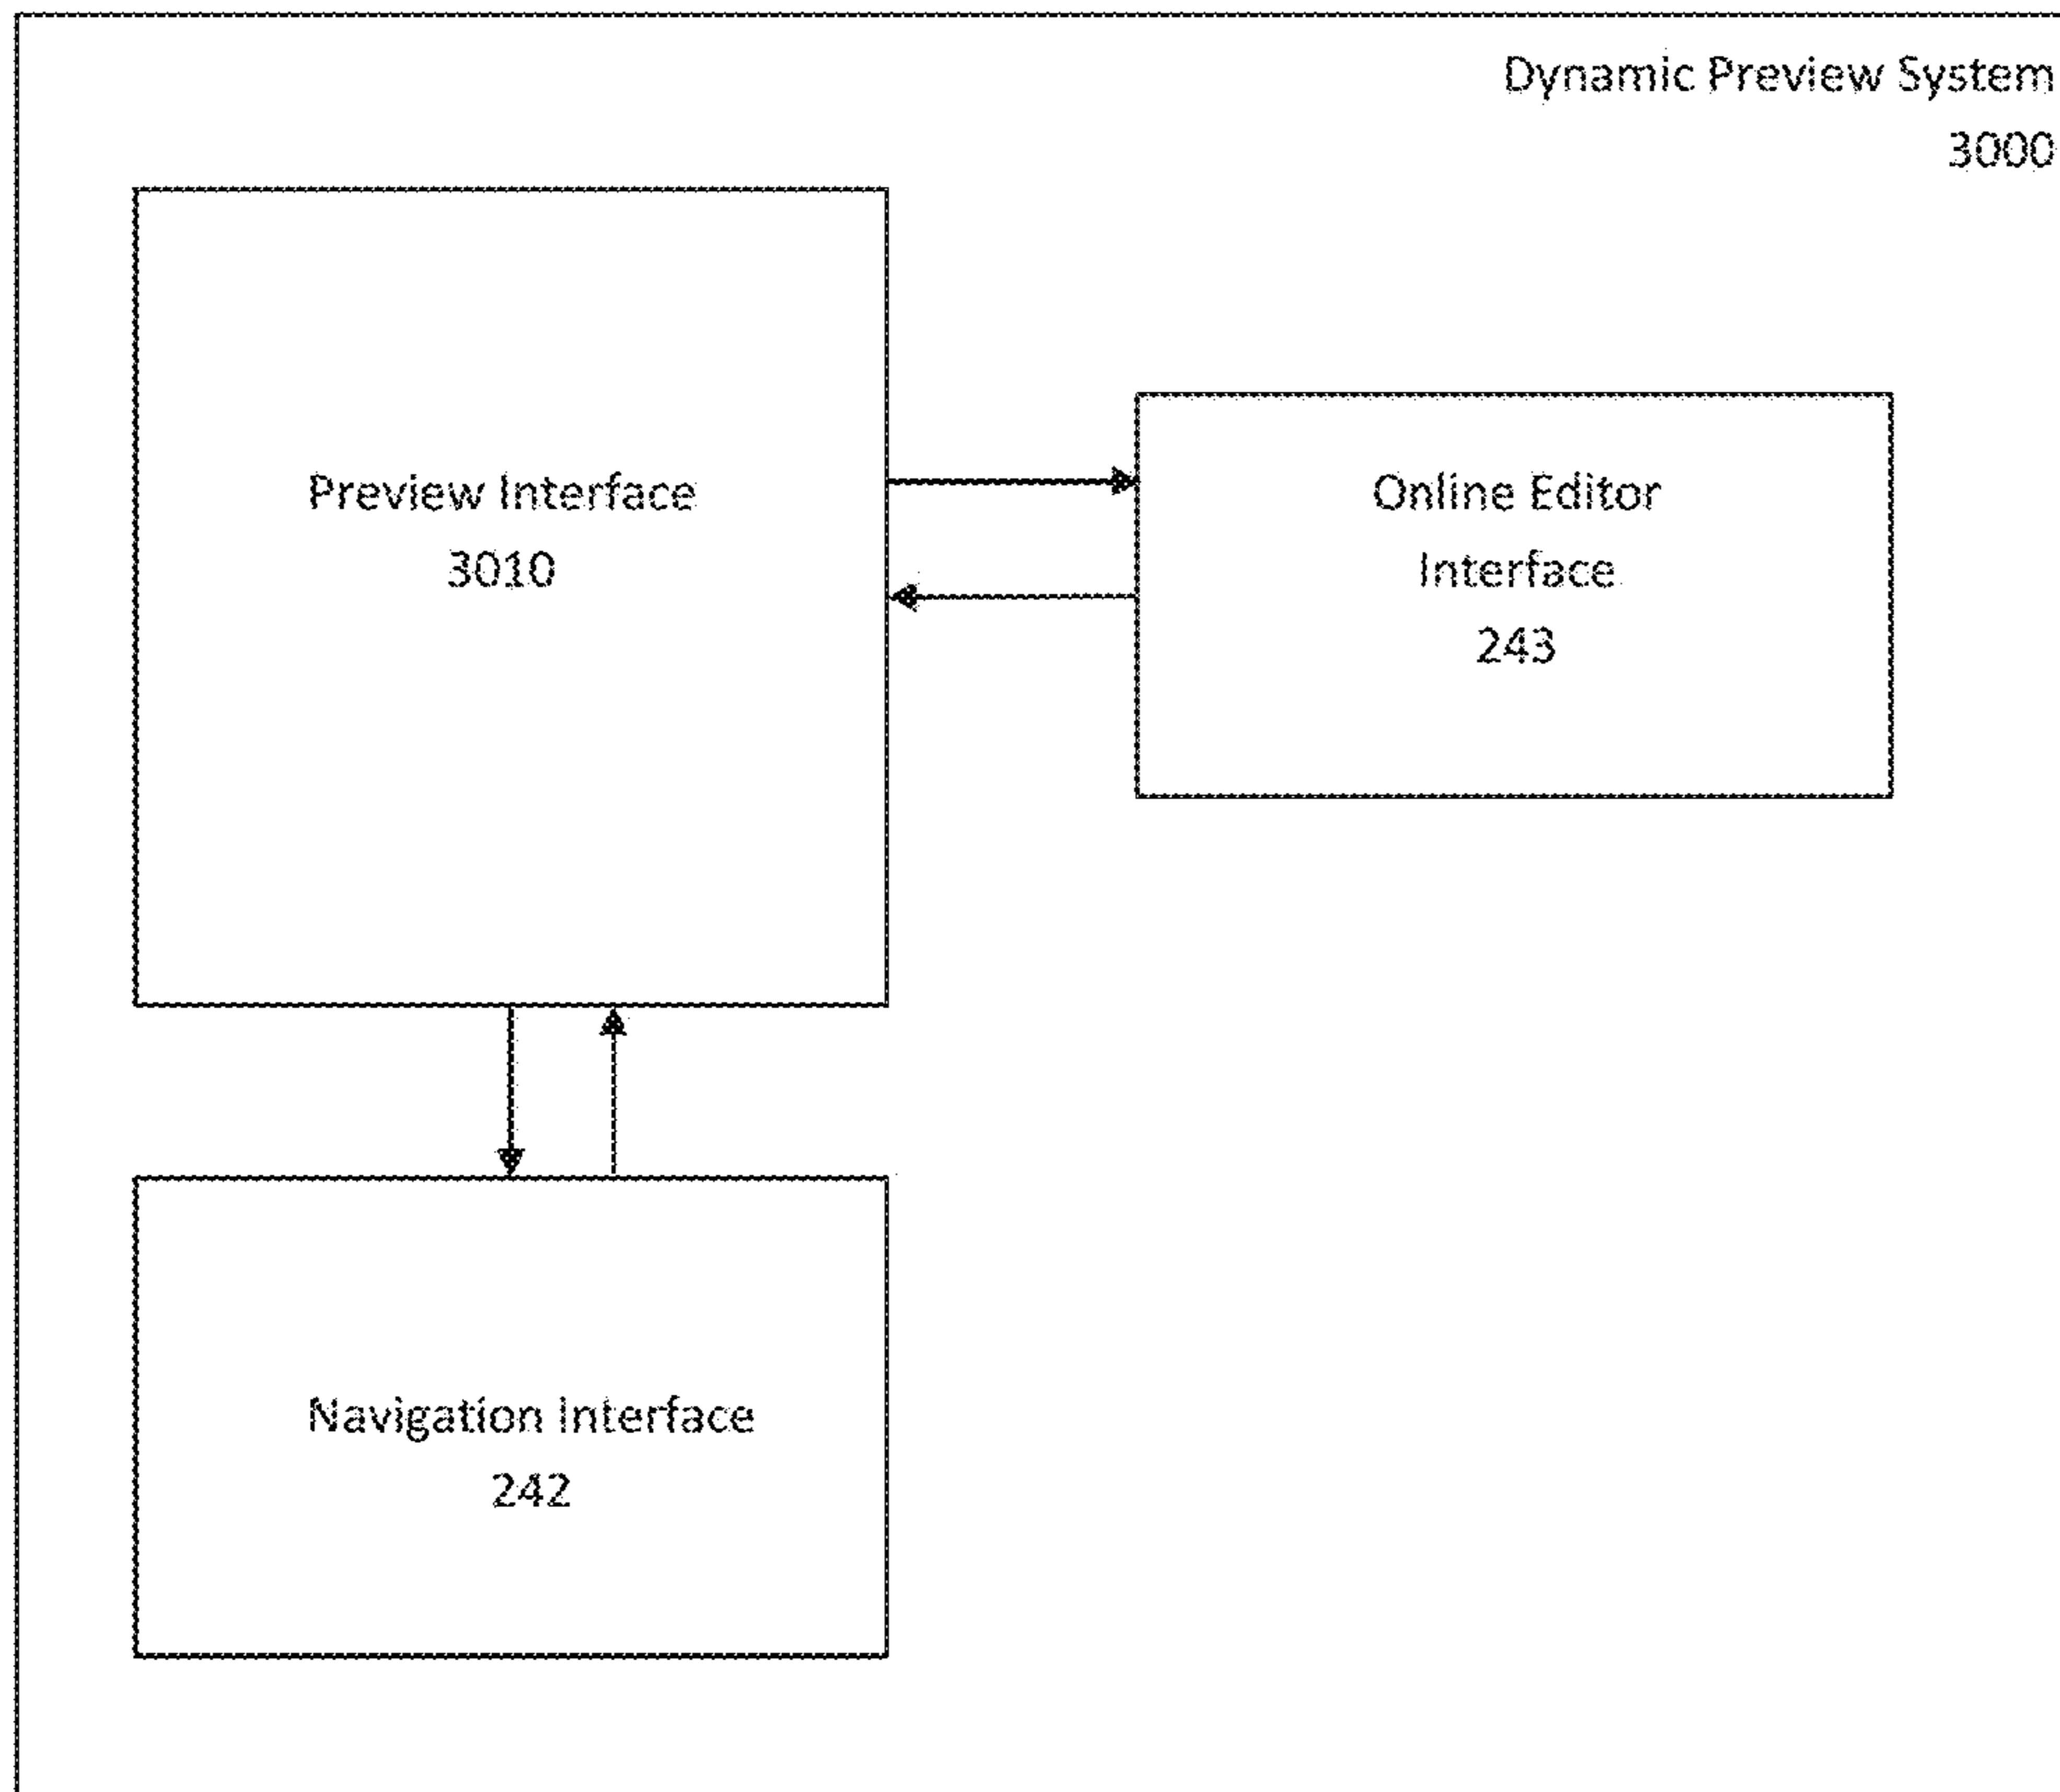 Dynamic Preview System
3000
Preview Interface
3010
Online Editor
Interface
243
Navigation Interface
242